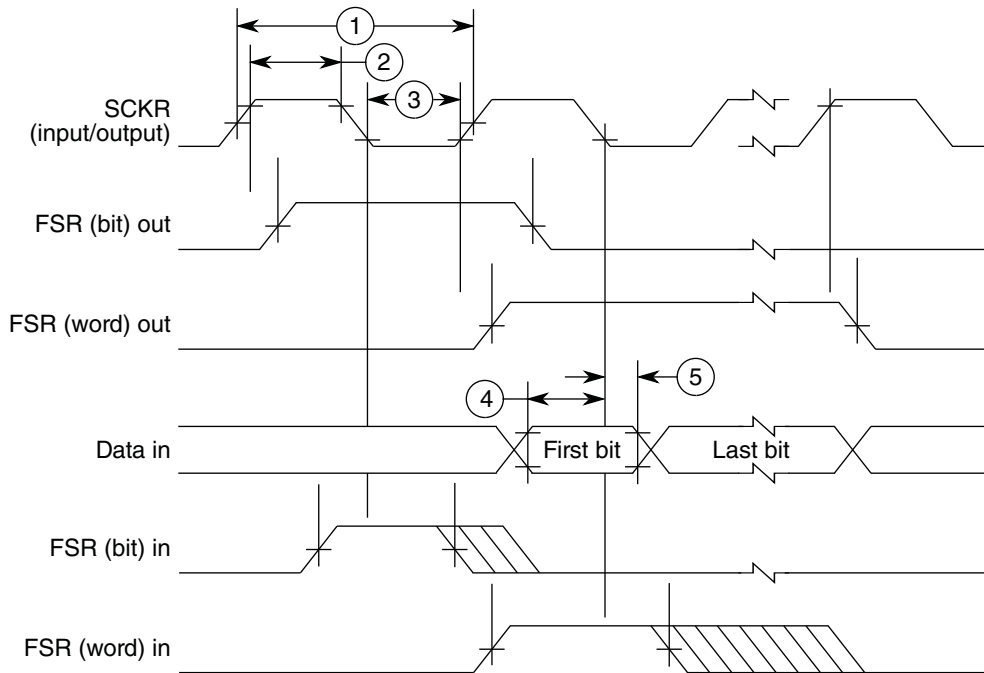 1
2
3
SCKR
(input/output)
FSR (bit) out
FSR (word) out
4
5
Data in
First bit
Last bit
FSR (bit) in
FSR (word) in